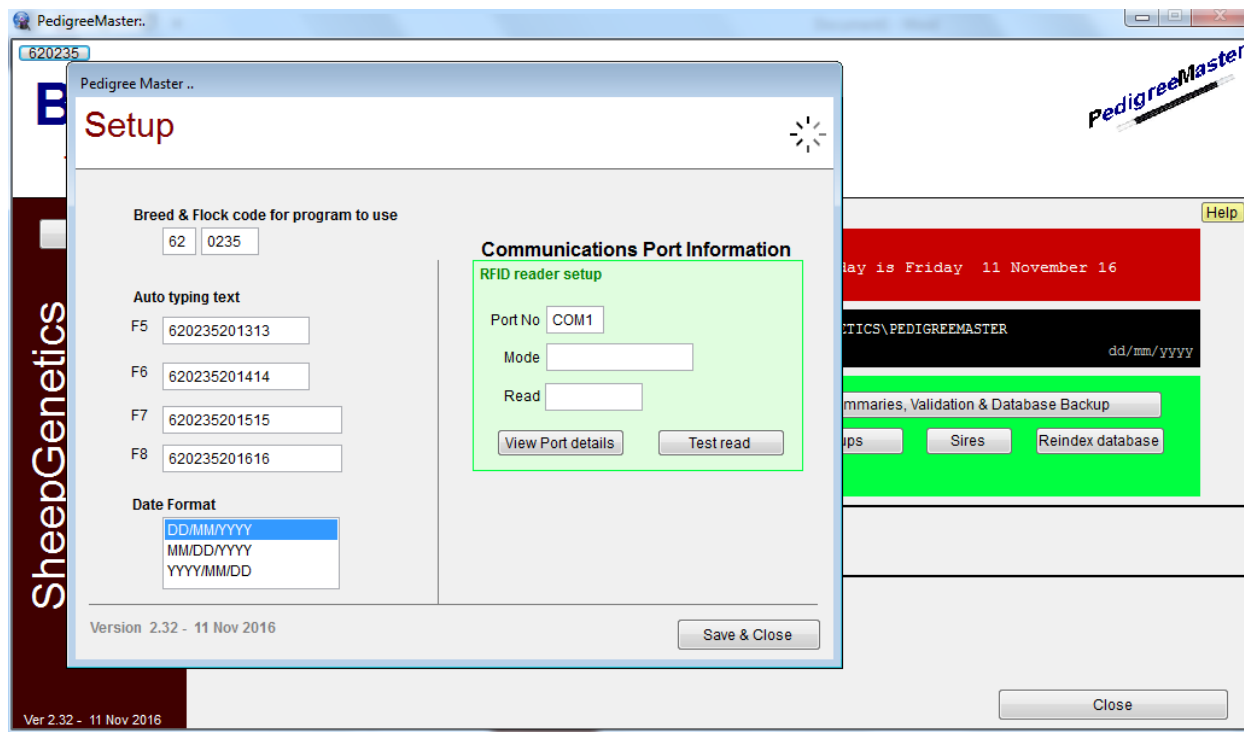 PedigreeMaster:.
620235
B
PedigreeMaster
Pedigree Master ..
Setup
Breed & Flock code for program to use
62 0235
Auto typing text
F5 620235201313
F6 620235201414
F7 620235201515
F8 620235201616
Date Format
DD/MM/YYYY
MM/DD/YYYY
YYYY/MM/DD
Communications Port Information
RFID reader setup
Port No COM1
Mode
Read
View Port details Test read
Version 2.32 - 11 Nov 2016
Save & Close
Help
day is Friday 11 November 16
ETICS\PEDIGREEMASTER
dd/mm/yyyy
mmaries, Validation & Database Backup
ups Sires Reindex database
SheepGenetics
Ver 2.32 - 11 Nov 2016
Close